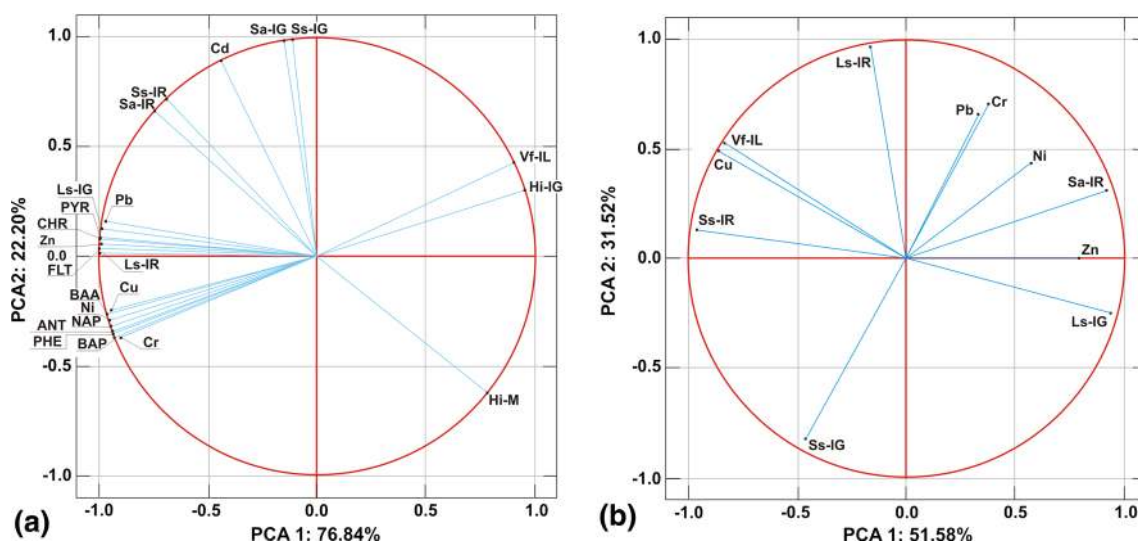 1.0
0.5
0.0
-0.5
-1.0
PCA2: 22.20%
Sa-IG
Ss-IG
Cd
Ss-IR
Sa-IR
Vf-IL
Hi-IG
Ls-IG
Pb
PYR
CHR
Zn
FLT
Ls-IR
BAA
Cu
Ni
ANT
NAP
PHE
BAP
Cr
Hi-M
-1.0 -0.5 0.0 0.5 1.0
PCA 1: 76.84%
(a)
1.0
0.5
0.0
-0.5
-1.0
PCA 2: 31.52%
Ls-IR
Pb
Cr
Vf-IL
Cu
Ni
Sa-IR
Ss-IR
Zn
Ls-IG
Ss-IG
-1.0 -0.5 0.0 0.5 1.0
PCA 1: 51.58%
(b)